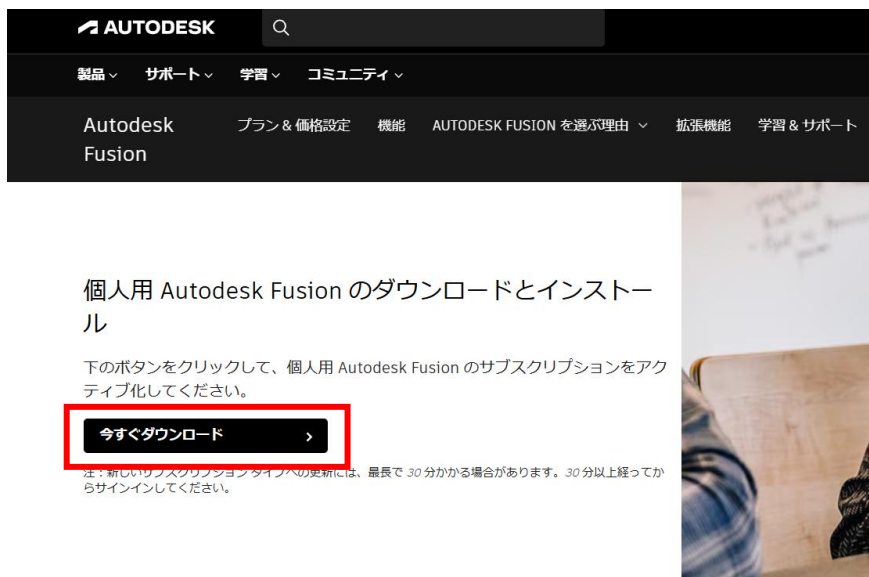 AUTODESK
製品 サポート 学習 コミュニティ
Autodesk Fusion プラン & 価格設定 機能 AUTODESK FUSION を選ぶ理由 拡張機能 学習 & サポート
個人用 Autodesk Fusion のダウンロードとインストー
ル
下のボタンをクリックして、個人用 Autodesk Fusion のサブスクリプションをアク
ティブ化してください。
今すぐダウンロード
注：新しいサブスクリプション タイプへの更新には、最長で 30 分かかる場合があります。30 分以上経ってか
らサインインしてください。